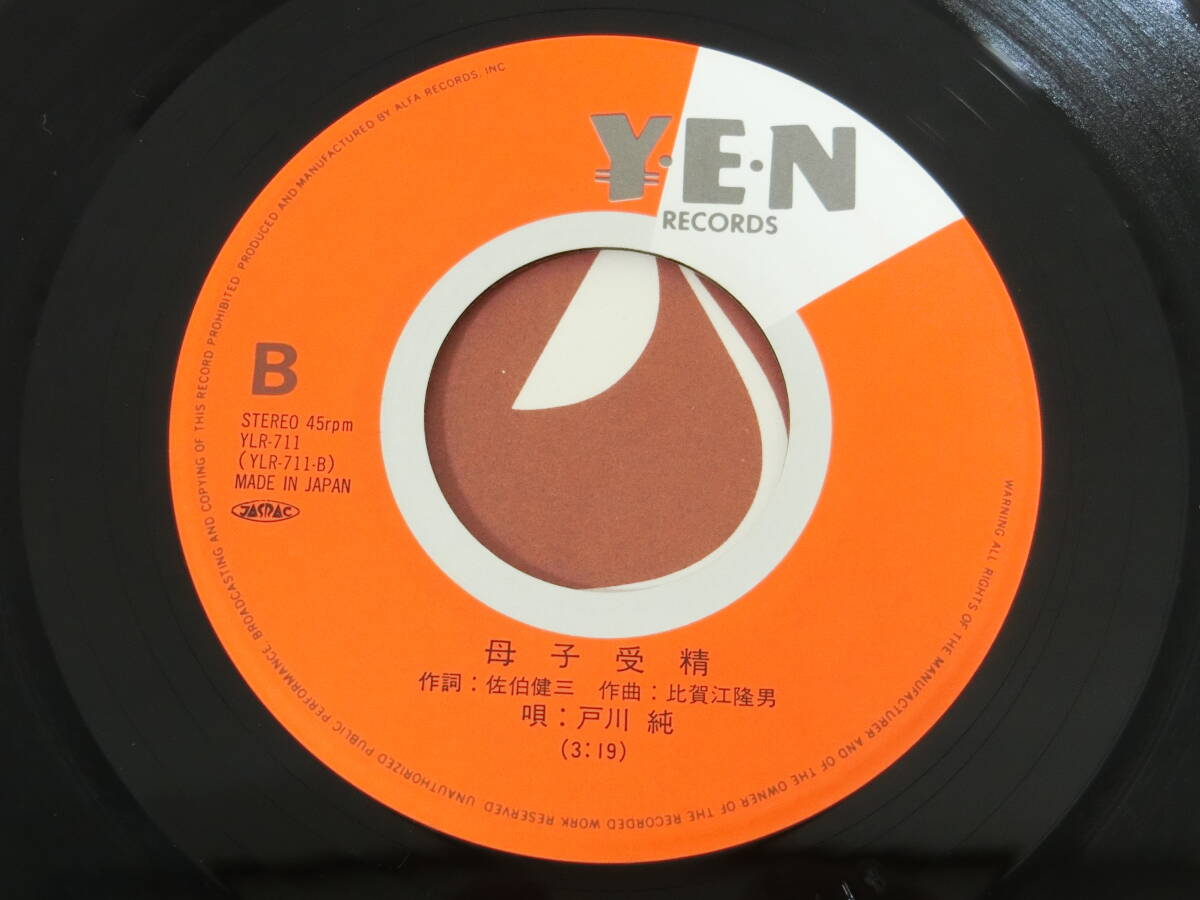 Y·E·N
RECORDS
B
STEREO 45rpm
YLR-711
(YLR-711-B)
MADE IN JAPAN
JASRAC
母子受精
作詞:佐伯健三 作曲:比賀江隆男
唄:戸川 純
(3:19)
WARNING ALL RIGHTS OF THE MANUFACTURER AND OF THE OWNER OF THE RECORDED WORK RESERVED UNAUTHORIZED PUBLIC PERFORMANCE, BROADCASTING AND COPYING OF THIS RECORD PROHIBITED PRODUCED AND MANUFACTURED BY ALFA RECORDS, INC